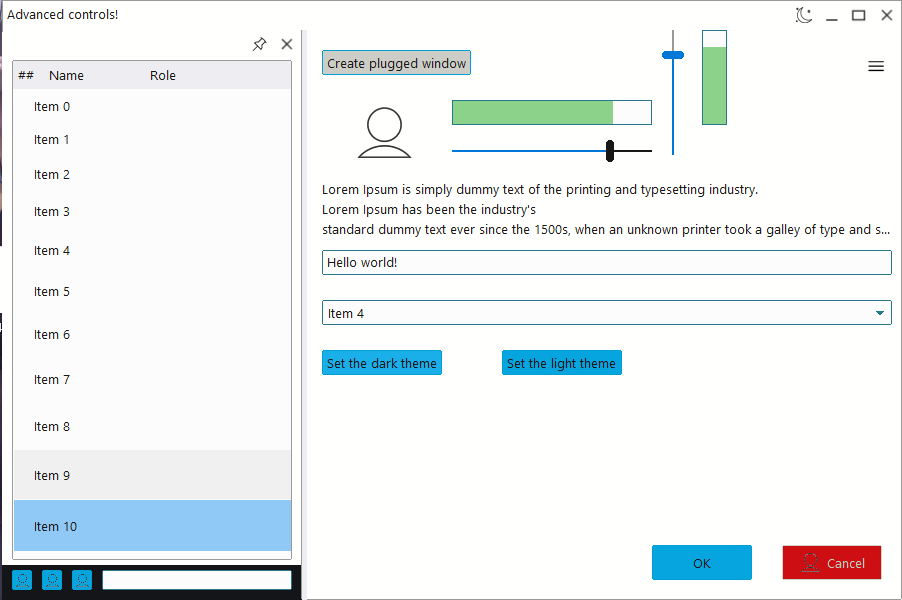 Advanced controls!
## Name Role
Item 0
Item 1
Item 2
Item 3
Item 4
Item 5
Item 6
Item 7
Item 8
Item 9
Item 10
Create plugged window
Lorem Ipsum is simply dummy text of the printing and typesetting industry.
Lorem Ipsum has been the industry's
standard dummy text ever since the 1500s, when an unknown printer took a galley of type and s...
Hello world!
Item 4
Set the dark theme
Set the light theme
OK
Cancel